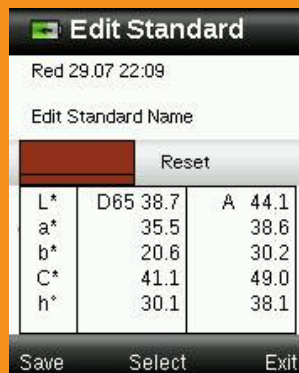 Edit Standard
Red 29.07 22:09
Edit Standard Name
Reset
L* D65 38.7 A 44.1
a* 35.5 38.6
b* 20.6 30.2
C* 41.1 49.0
h° 30.1 38.1
Save Select Exit